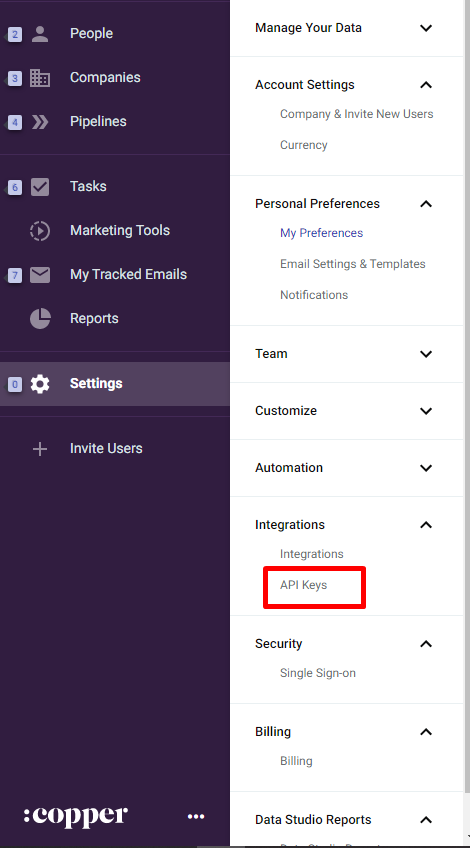 2 People
3 Companies
4 Pipelines
6 Tasks
Marketing Tools
7 My Tracked Emails
Reports
0 Settings
Invite Users
:copper
Manage Your Data
Account Settings
Company & Invite New Users
Currency
Personal Preferences
My Preferences
Email Settings & Templates
Notifications
Team
Customize
Automation
Integrations
Integrations
API Keys
Security
Single Sign-on
Billing
Billing
Data Studio Reports